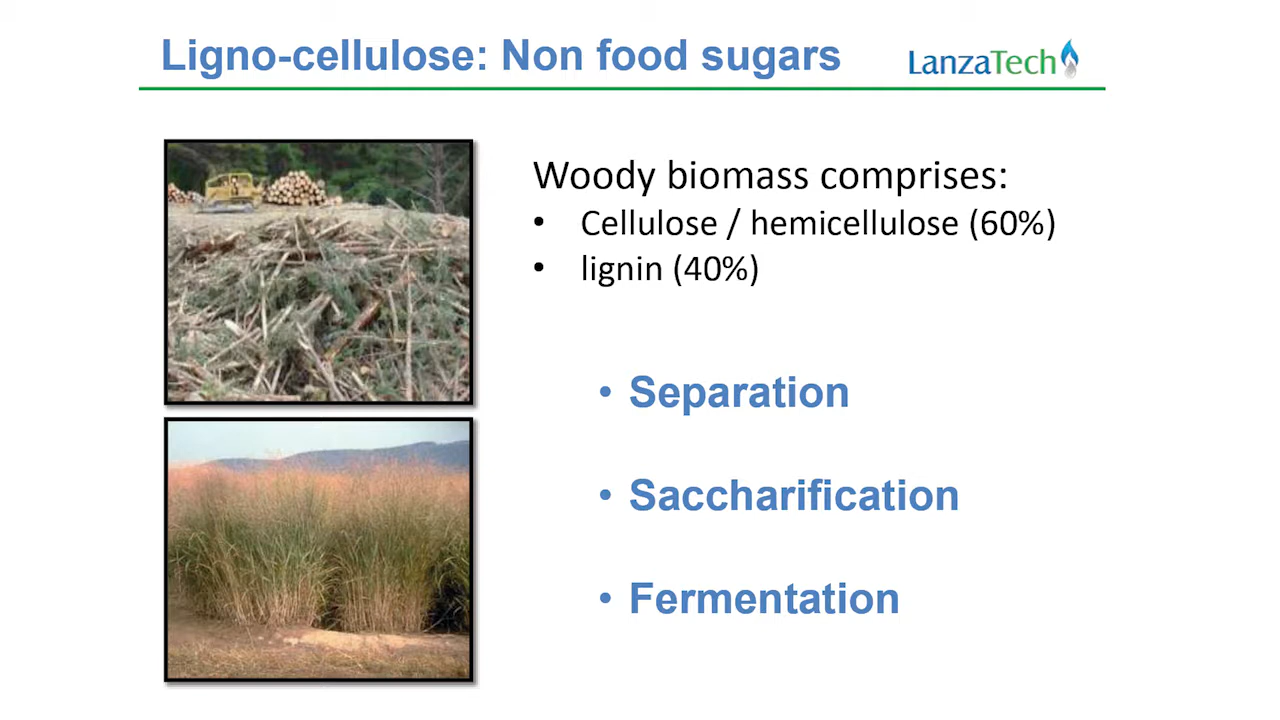 Ligno-cellulose: Non food sugars
LanzaTech
Woody biomass comprises:
• Cellulose / hemicellulose (60%)
• lignin (40%)
• Separation
• Saccharification
• Fermentation